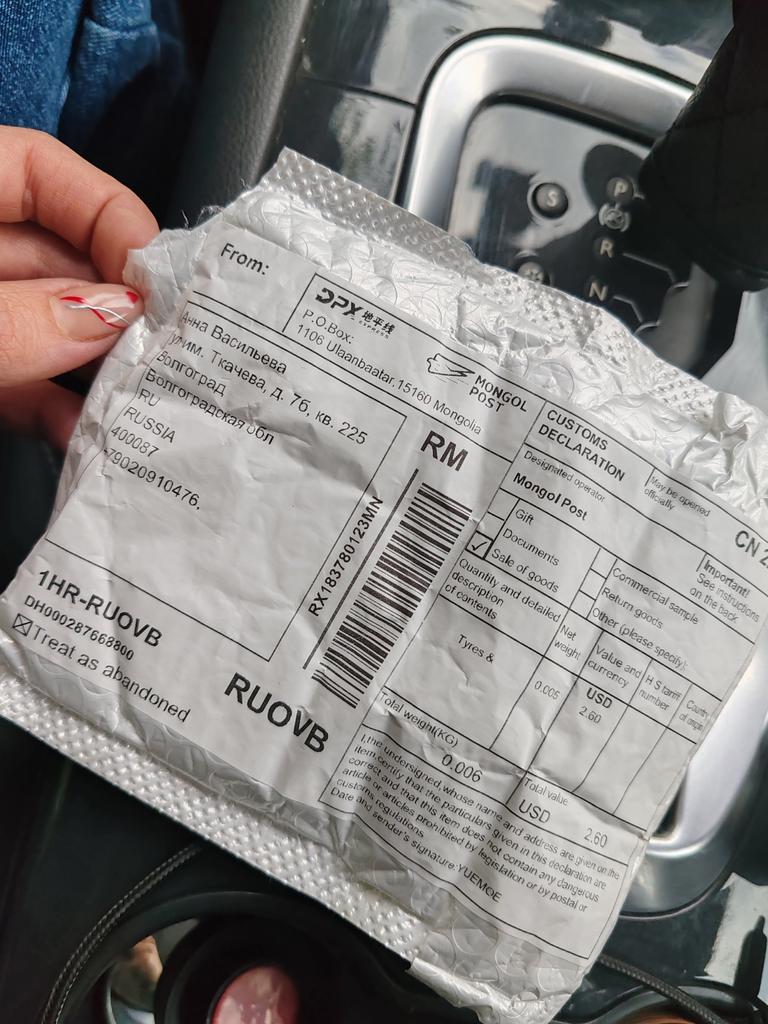 From:
DPX 地平线
EXPRESS
P.O.Box:
1106 Ulaanbaatar.15160 Mongolia
MONGOL
POST
Анна Васильева
ул им. Ткачева, д. 7б, кв. 225
Волгоград
Волгоградская обл
RU
RUSSIA
400087
79020910476,
1HR-RUOVB
DH000287668800
Treat as abandoned
RUOVB
RM
RX183780123MN
CUSTOMS
DECLARATION
May be opened
officially
CN 2
Designated operator
Mongol Post
Important!
See instructions
on the back
Gift
Documents
Sale of goods
Commercial sample
Return goods
Other (please specify):
Quantity and detailed
description
of contents
Net
weight
Value and
currency
H S tariff
number
Country
of origin
Tyres &
0.005
USD
2.60
Total weight(KG)
0.006
Total value
USD 2.60
I,the undersigned,whose name and address are given on the
item,certify that the particulars given in this declaration are
correct and that this item does not contain any dangerous
article or articles prohibited by legislation or by postal or
customs regulations.
Date and sender's signature:YUEMOE
S
P
R
N